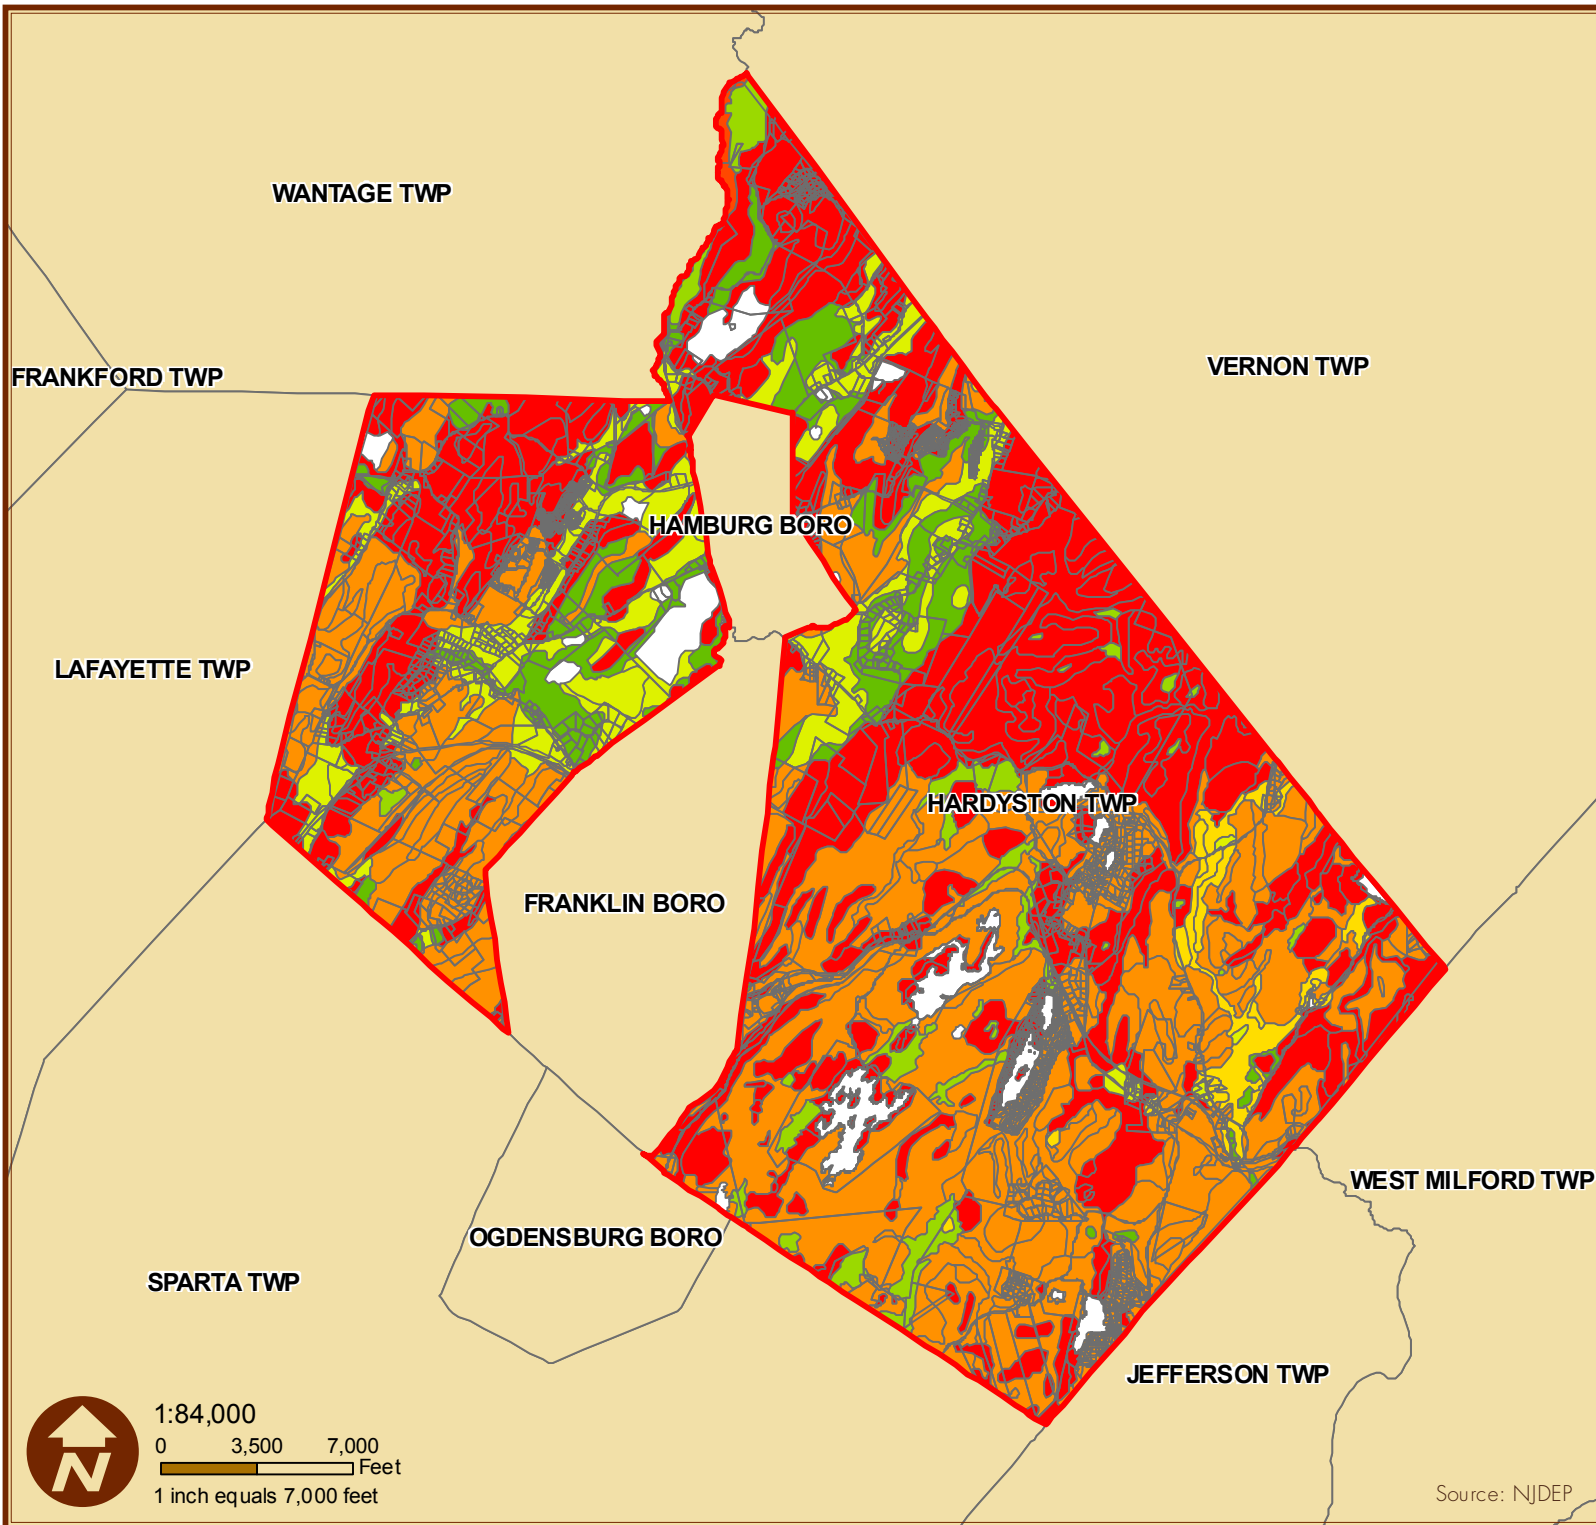 WANTAGE TWP
VERNON TWP
FRANKFORD TWP
HAMBURG BORO
LAFAYETTE TWP
HARDYSTON TWP
FRANKLIN BORO
WEST MILFORD TWP
OGDENSBURG BORO
SPARTA TWP
JEFFERSON TWP
1:84,000
0 3,500 7,000
Feet
1 inch equals 7,000 feet
N
Source: NJDEP